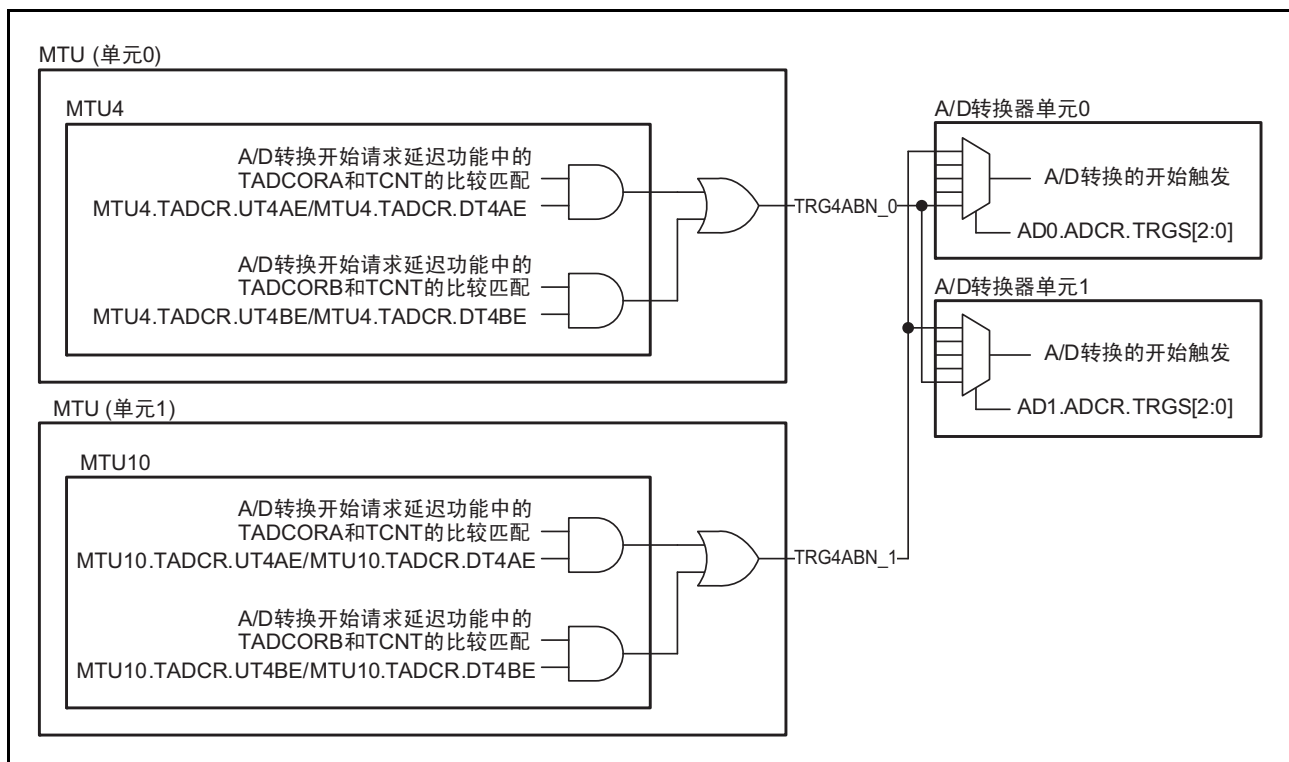 MTU (单元0)
MTU4
A/D转换开始请求延迟功能中的
TADCORA和TCNT的比较匹配
MTU4.TADCR.UT4AE/MTU4.TADCR.DT4AE
A/D转换开始请求延迟功能中的
TADCORB和TCNT的比较匹配
MTU4.TADCR.UT4BE/MTU4.TADCR.DT4BE
TRG4ABN_0
A/D转换器单元0
A/D转换的开始触发
AD0.ADCR.TRGS[2:0]
A/D转换器单元1
A/D转换的开始触发
AD1.ADCR.TRGS[2:0]
MTU (单元1)
MTU10
A/D转换开始请求延迟功能中的
TADCORA和TCNT的比较匹配
MTU10.TADCR.UT4AE/MTU10.TADCR.DT4AE
A/D转换开始请求延迟功能中的
TADCORB和TCNT的比较匹配
MTU10.TADCR.UT4BE/MTU10.TADCR.DT4BE
TRG4ABN_1